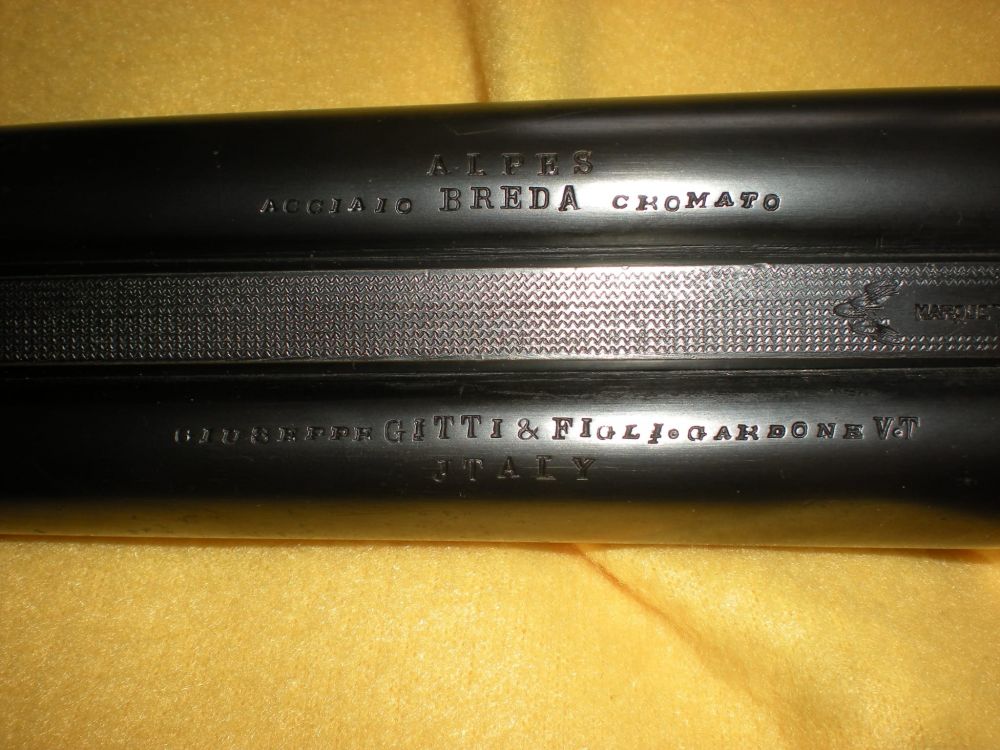 ALPES
ACCIAIO BREDA CROMATO
GIUSEPPE GITTI & FIGLI. GARDONE V.T
ITALY